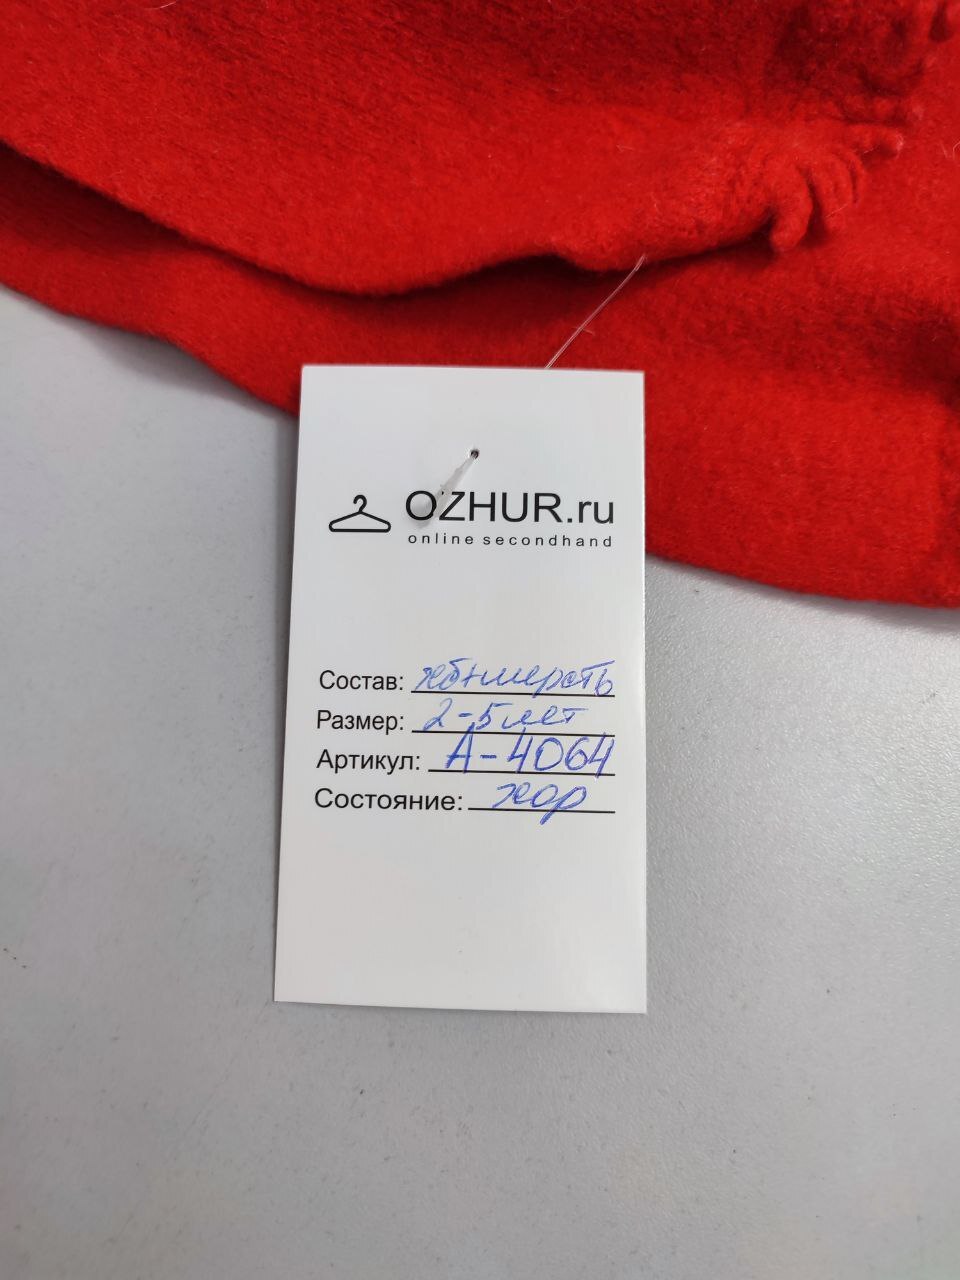 OZHUR.ru
online secondhand
Состав: хб+шерсть
Размер: 2-5 лет
Артикул: А-4064
Состояние: хор